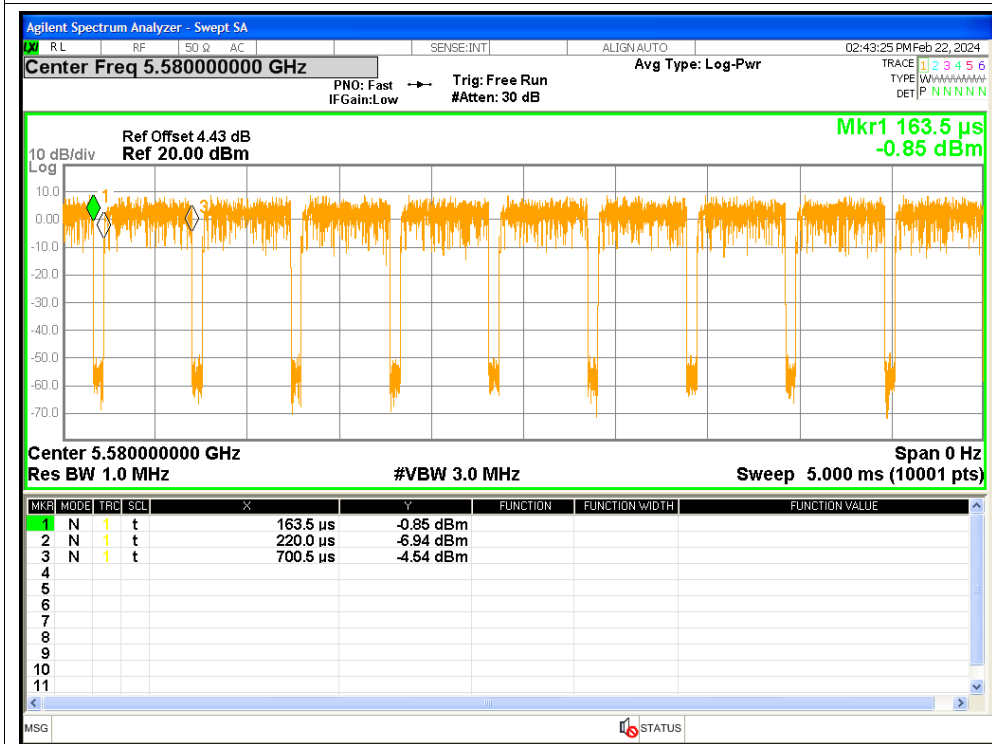 Agilent Spectrum Analyzer - Swept SA
LXI RL RF 50 Ω AC SENSE:INT ALIGN AUTO 02:43:25 PM Feb 22, 2024
Center Freq 5.580000000 GHz Avg Type: Log-Pwr TRACE 1 2 3 4 5 6
PNO: Fast Trig: Free Run TYPE W
IFGain:Low #Atten: 30 dB DET P N N N N N
Mkr1 163.5 µs
Ref Offset 4.43 dB
10 dB/div Ref 20.00 dBm -0.85 dBm
Log
10.0
0.00
-10.0
-20.0
-30.0
-40.0
-50.0
-60.0
-70.0
1
3
Center 5.580000000 GHz Span 0 Hz
Res BW 1.0 MHz #VBW 3.0 MHz Sweep 5.000 ms (10001 pts)
MKR MODE TRC SCL X Y FUNCTION FUNCTION WIDTH FUNCTION VALUE
1 N 1 t 163.5 µs -0.85 dBm
2 N 1 t 220.0 µs -6.94 dBm
3 N 1 t 700.5 µs -4.54 dBm
4
5
6
7
8
9
10
11
MSG STATUS